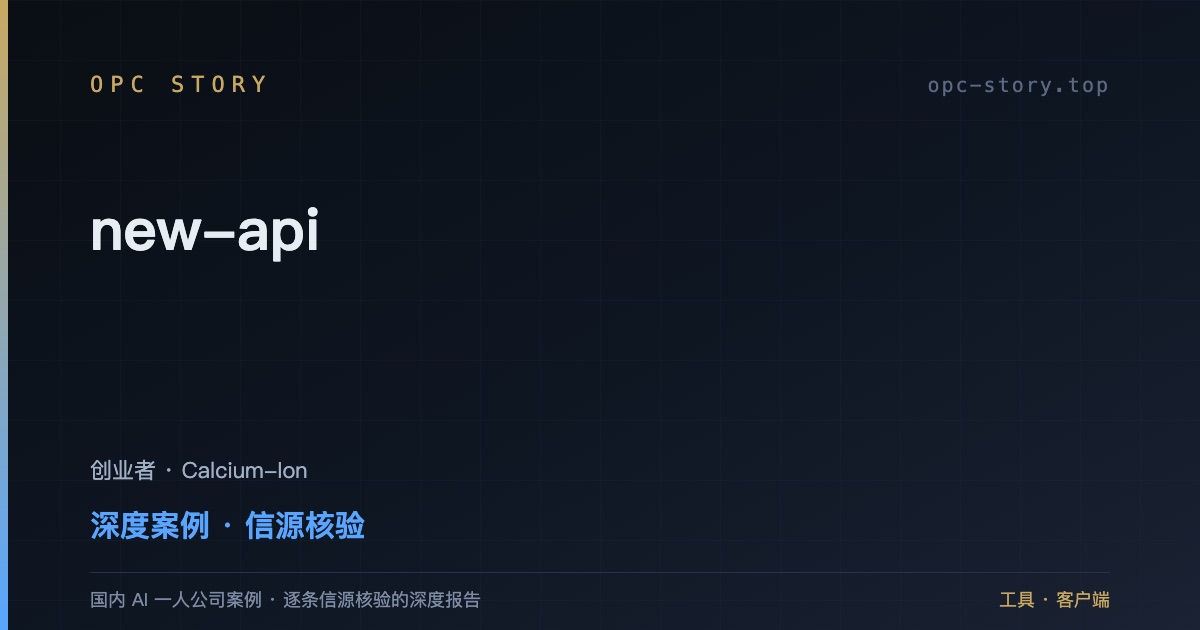 OPC STORY
opc-story.top
new-api
创业者 · Calcium-Ion
深度案例 · 信源核验
国内 AI 一人公司案例 · 逐条信源核验的深度报告
工具 · 客户端